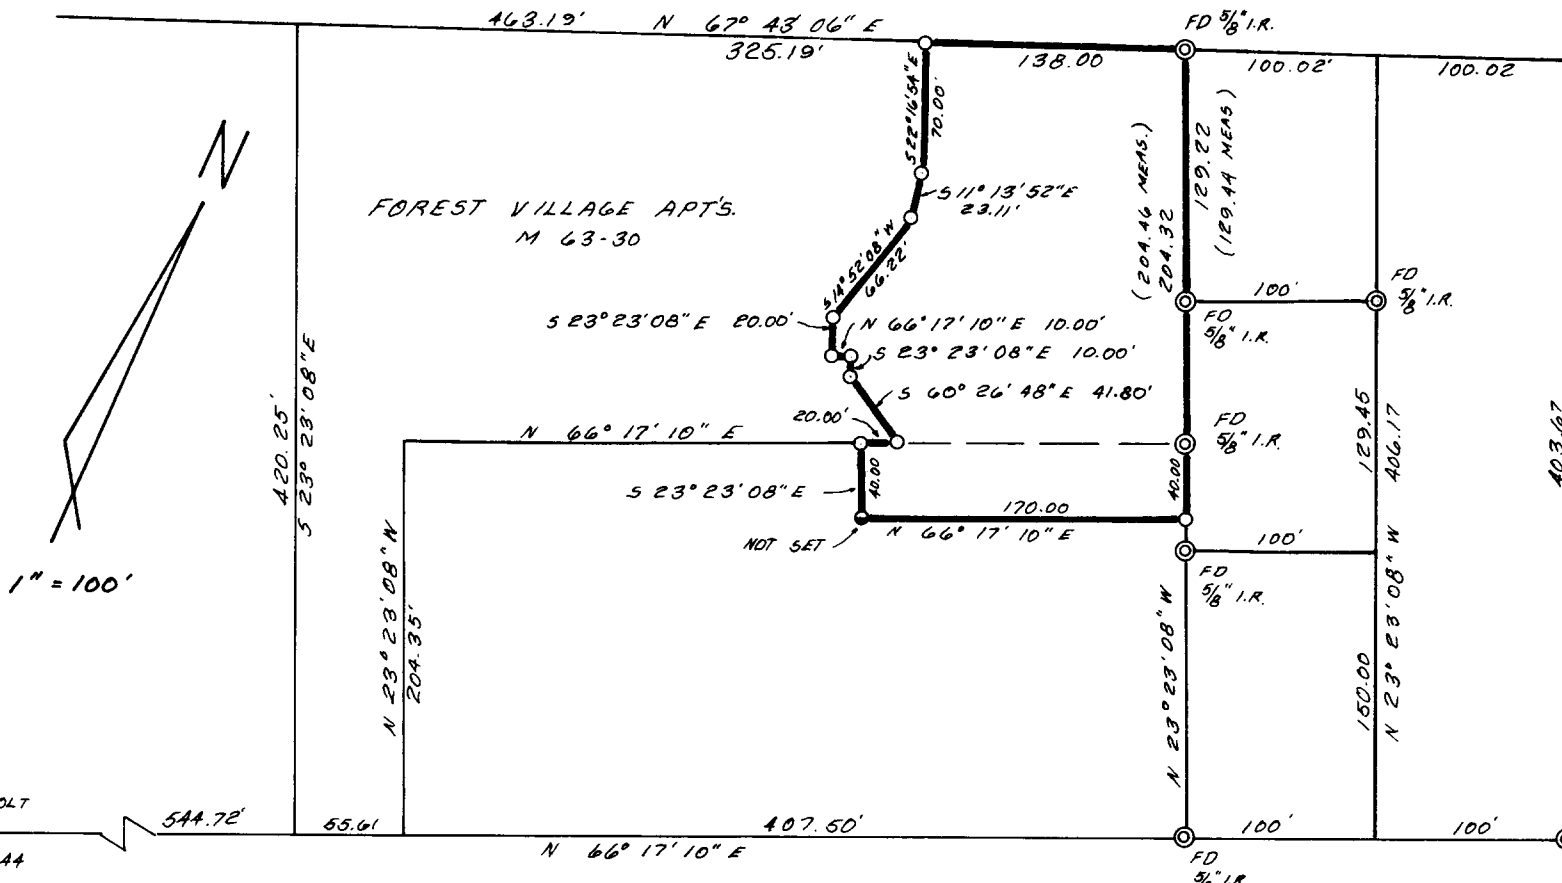 463.19' N 67° 43' 06" E
325.19'
FD 5/8" I.R.
138.00
100.02'
100.02
S 22° 16' 54" E
70.00'
N
FOREST VILLAGE APT'S.
M 63-30
S 11° 13' 52" E
23.11'
(204.46 MEAS.)
204.32
129.22
(129.44 MEAS)
S 14° 52' 08" W
66.22'
100'
FD
5/8" I.R.
FD
5/8" I.R.
S 23° 23' 08" E 20.00'
N 66° 17' 10" E 10.00'
S 23° 23' 08" E 10.00'
S 60° 26' 48" E 41.80'
20.00'
N 66° 17' 10" E
FD
5/8" I.R.
420.25'
S 23° 23' 08" E
129.45
406.17
403.67
S 23° 23' 08" E
40.00
40.00
170.00
N 66° 17' 10" E
NOT SET
100'
FD
5/8" I.R.
1" = 100'
N 23° 23' 08" W
204.35'
N 23° 23' 08" W
150.00
N 23° 23' 08" W
OLT
544.72'
55.61
407.50'
100'
100'
44
N 66° 17' 10" E
FD
5/8" I.R.